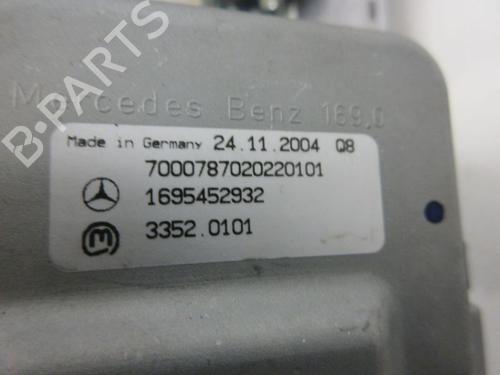 Mercedes Benz 169,0
B-PARTS
Made in Germany 24.11.2004 Q8
7000787020220101
1695452932
3352.0101